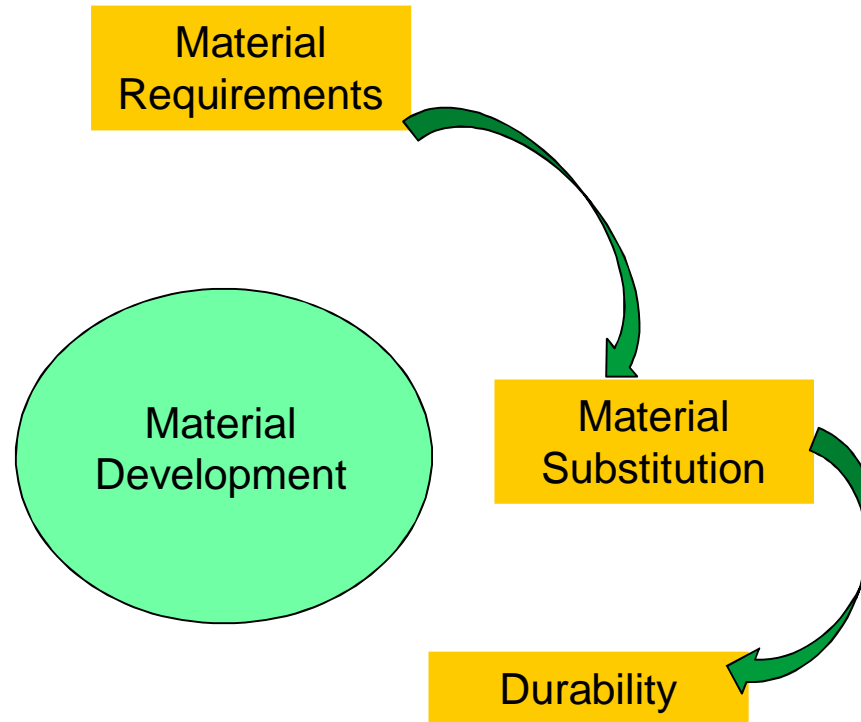 Material
Requirements
Material
Development
Material
Substitution
Durability